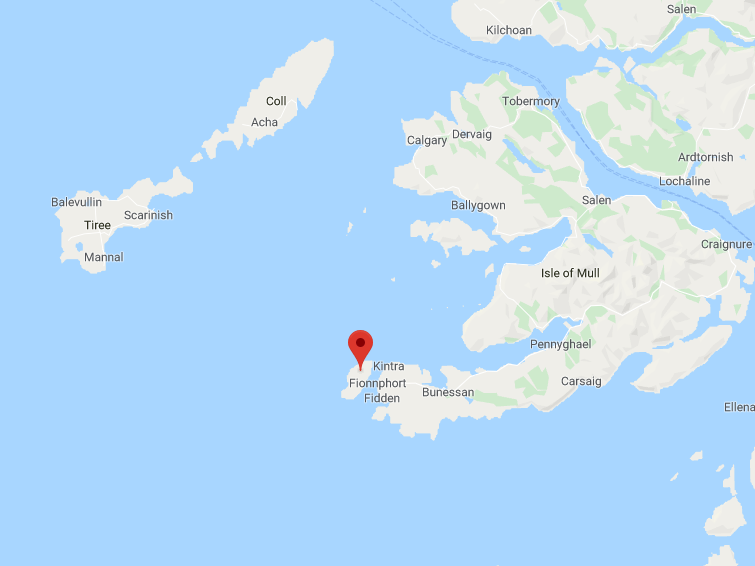 Salen
Kilchoan
Coll
Tobermory
Acha
Dervaig
Calgary
Ardtornish
Lochaline
Balevullin
Salen
Ballygown
Scarinish
Tiree
Craignure
Mannal
Isle of Mull
Pennyghael
Kintra
Fionnphort
Carsaig
Bunessan
Fidden
Ellena